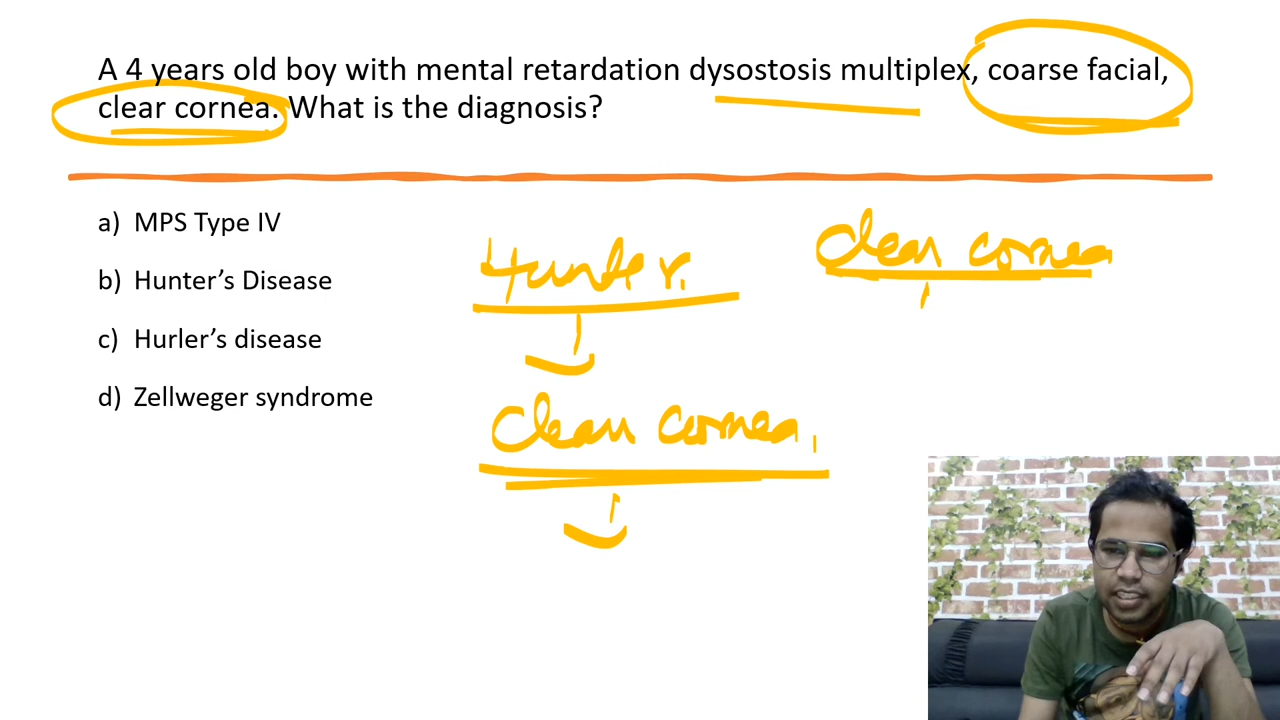 A 4 years old boy with mental retardation dysostosis multiplex, coarse facial,
clear cornea. What is the diagnosis?
a) MPS Type IV
b) Hunter's Disease
c) Hurler's disease
d) Zellweger syndrome
Hunter.
Clear cornea
Clear cornea,